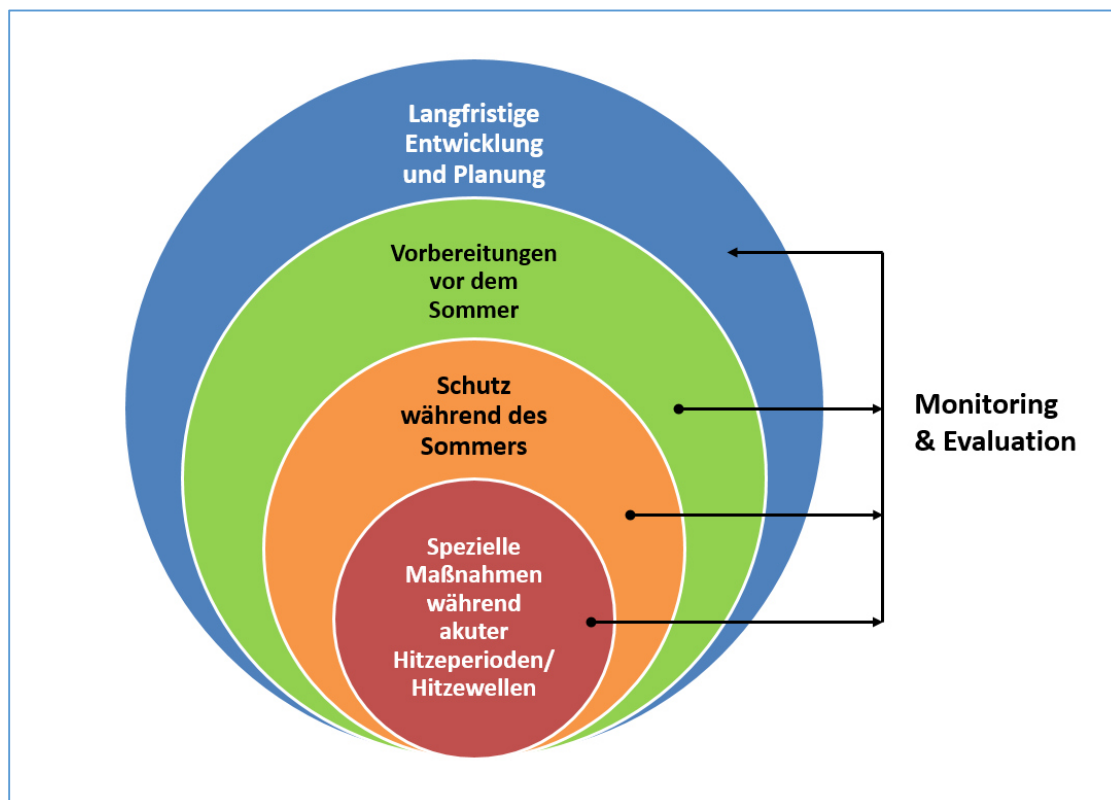 Langfristige
Entwicklung
und Planung
Vorbereitungen
vor dem
Sommer
Schutz
während des
Sommers
Spezielle
Maßnahmen
während
akuter
Hitzeperioden/
Hitzewellen
Monitoring
& Evaluation